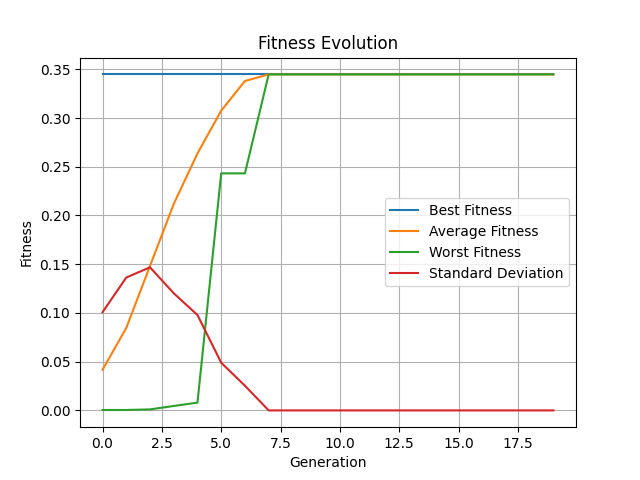 Fitness Evolution
Fitness
0.35
0.30
0.25
0.20
0.15
0.10
0.05
0.00
Best Fitness
Average Fitness
Worst Fitness
Standard Deviation
0.0 2.5 5.0 7.5 10.0 12.5 15.0 17.5
Generation